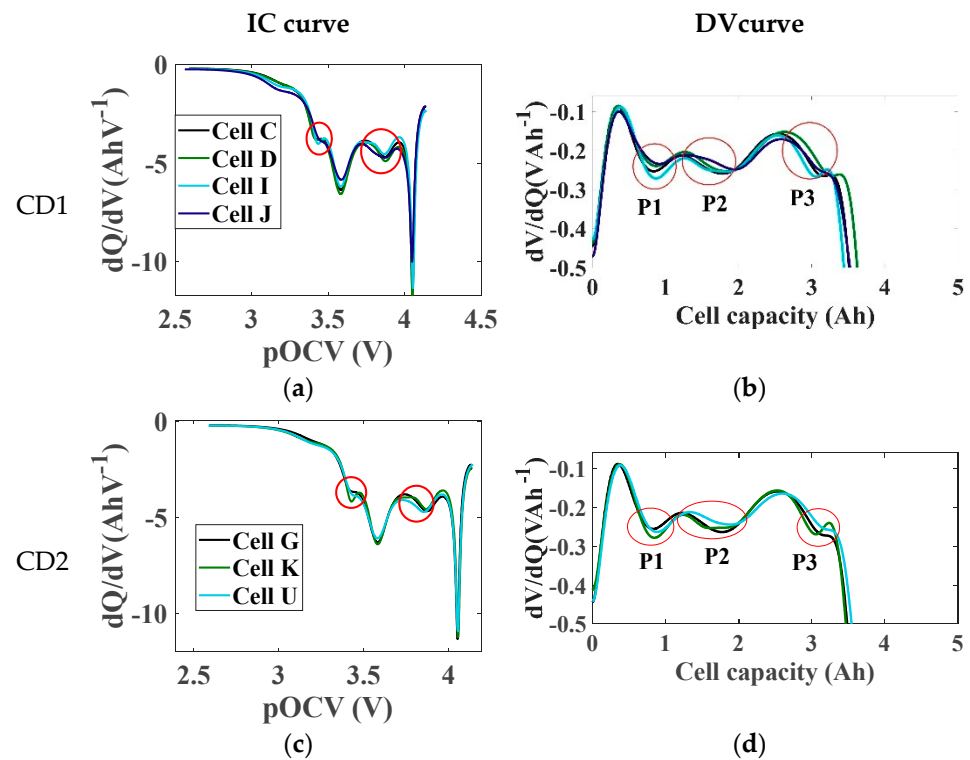 IC curve
DVcurve
CD1
dQ/dV(AhV⁻¹)
0
-5
-10
Cell C
Cell D
Cell I
Cell J
2.5 3 3.5 4 4.5
pOCV (V)
(a)
dV/dQ(VAh⁻¹)
-0.1
-0.2
-0.3
-0.4
-0.5
P1 P2 P3
0 1 2 3 4 5
Cell capacity (Ah)
(b)
CD2
dQ/dV(AhV⁻¹)
0
-5
-10
Cell G
Cell K
Cell U
2.5 3 3.5 4
pOCV (V)
(c)
dV/dQ(VAh⁻¹)
-0.1
-0.2
-0.3
-0.4
-0.5
P1 P2 P3
0 1 2 3 4 5
Cell capacity (Ah)
(d)